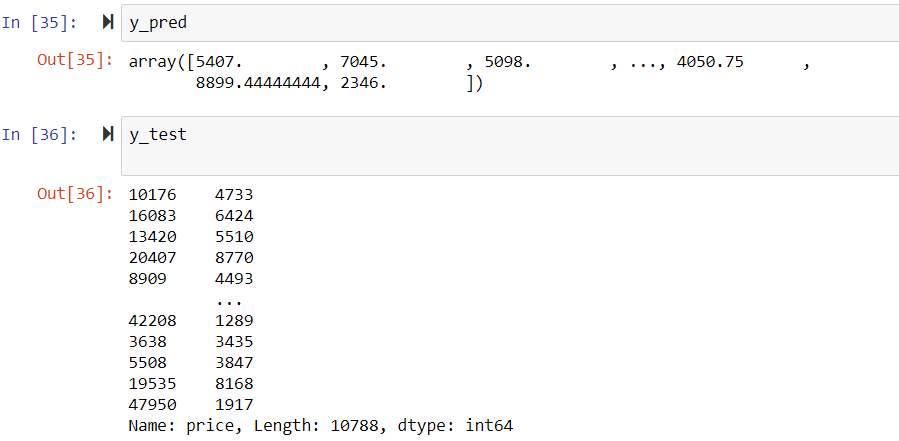 In [35]: y_pred
Out[35]: array([5407.        , 7045.        , 5098.        , ..., 4050.75      ,
       8899.44444444, 2346.        ])
In [36]: y_test
Out[36]: 10176    4733
16083    6424
13420    5510
20407    8770
8909     4493
         ...
42208    1289
3638     3435
5508     3847
19535    8168
47950    1917
Name: price, Length: 10788, dtype: int64